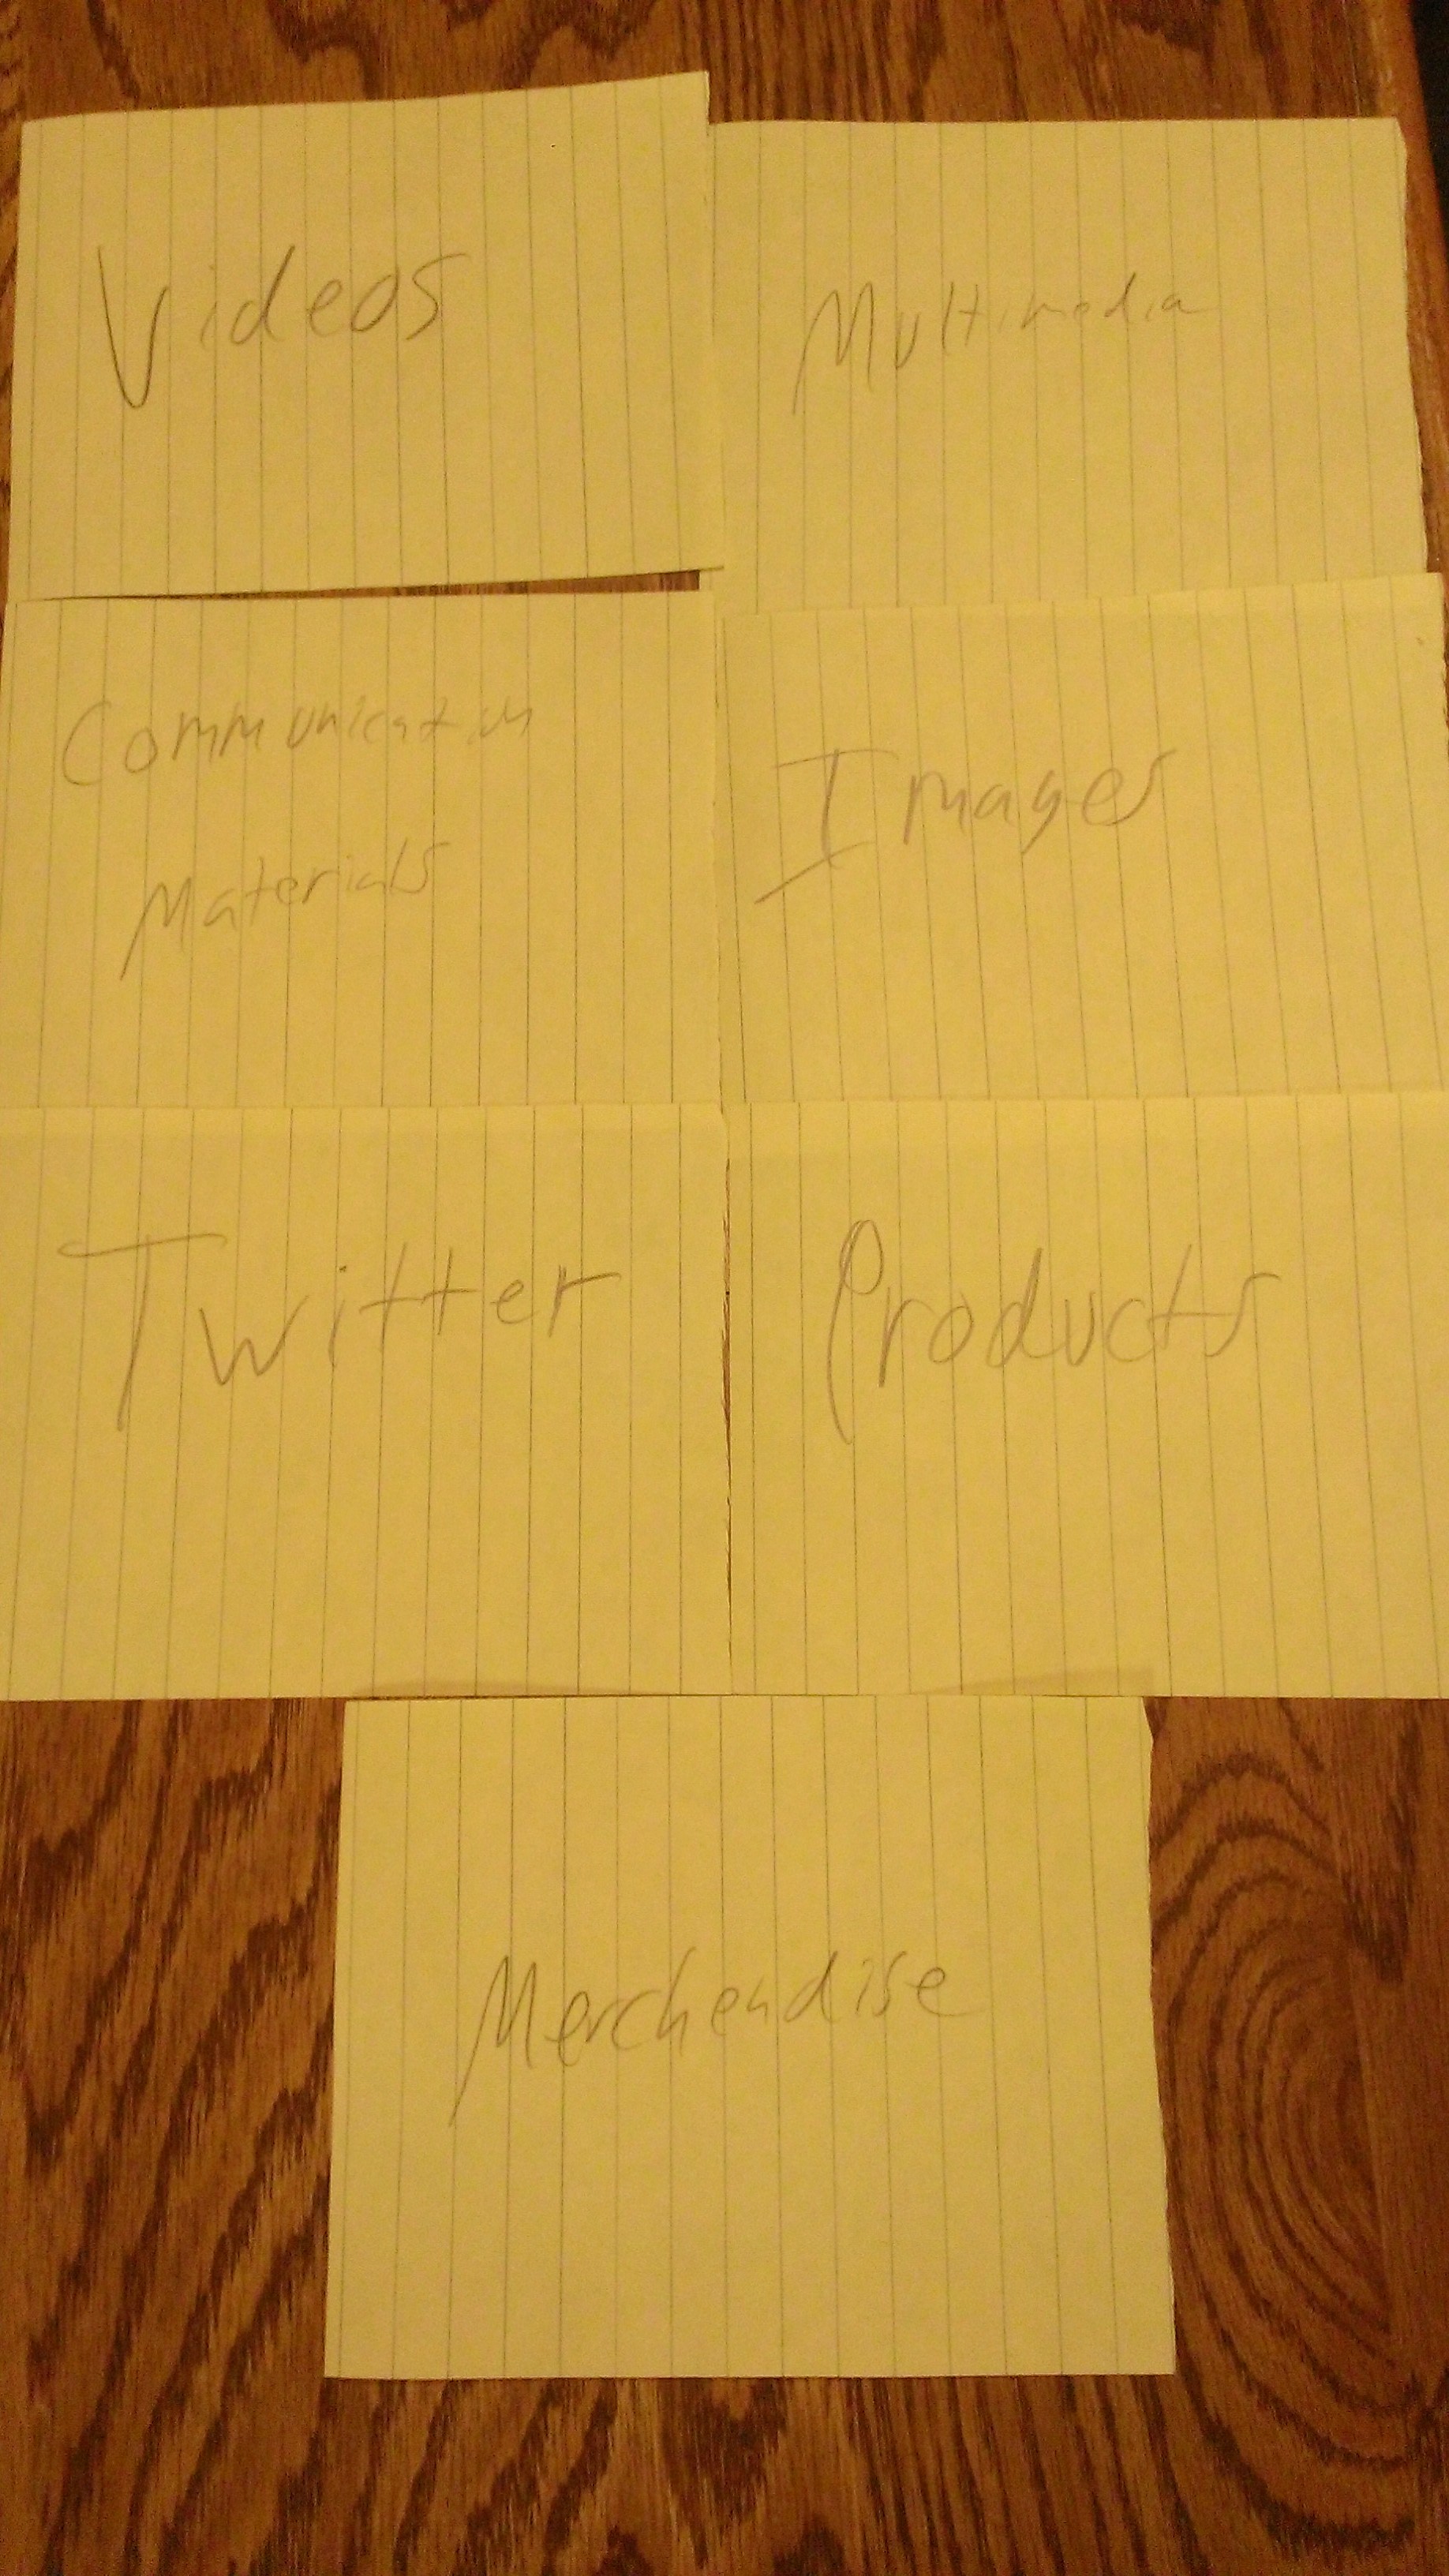 Videos
Multimedia
Communication
Materials
Images
Twitter
Products
Merchendise